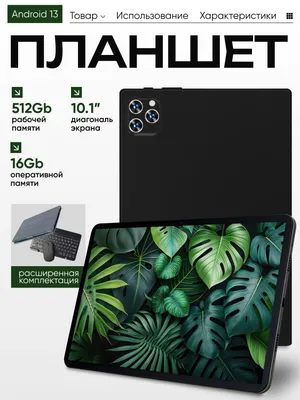 Android 13 Товар Использование Характеристики
ПЛАНШЕТ
512Gb 10.1"
рабочей диагональ
памяти экрана
16Gb
оперативной
памяти
расширенная
комплектация